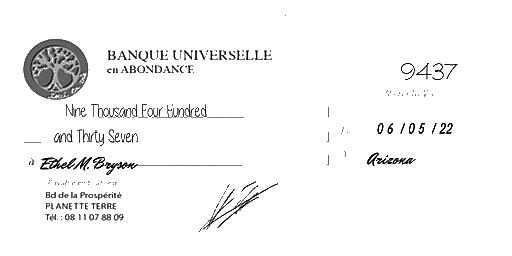 BANQUE UNIVERSELLE
en ABONDANCE
9437
Nine Thousand Four Hundred
and Thirty Seven
06/05/22
à Ethel M. Bryson
Arizona
Bd de la Prospérité
PLANETTE TERRE
Tél. : 08 11 07 88 09